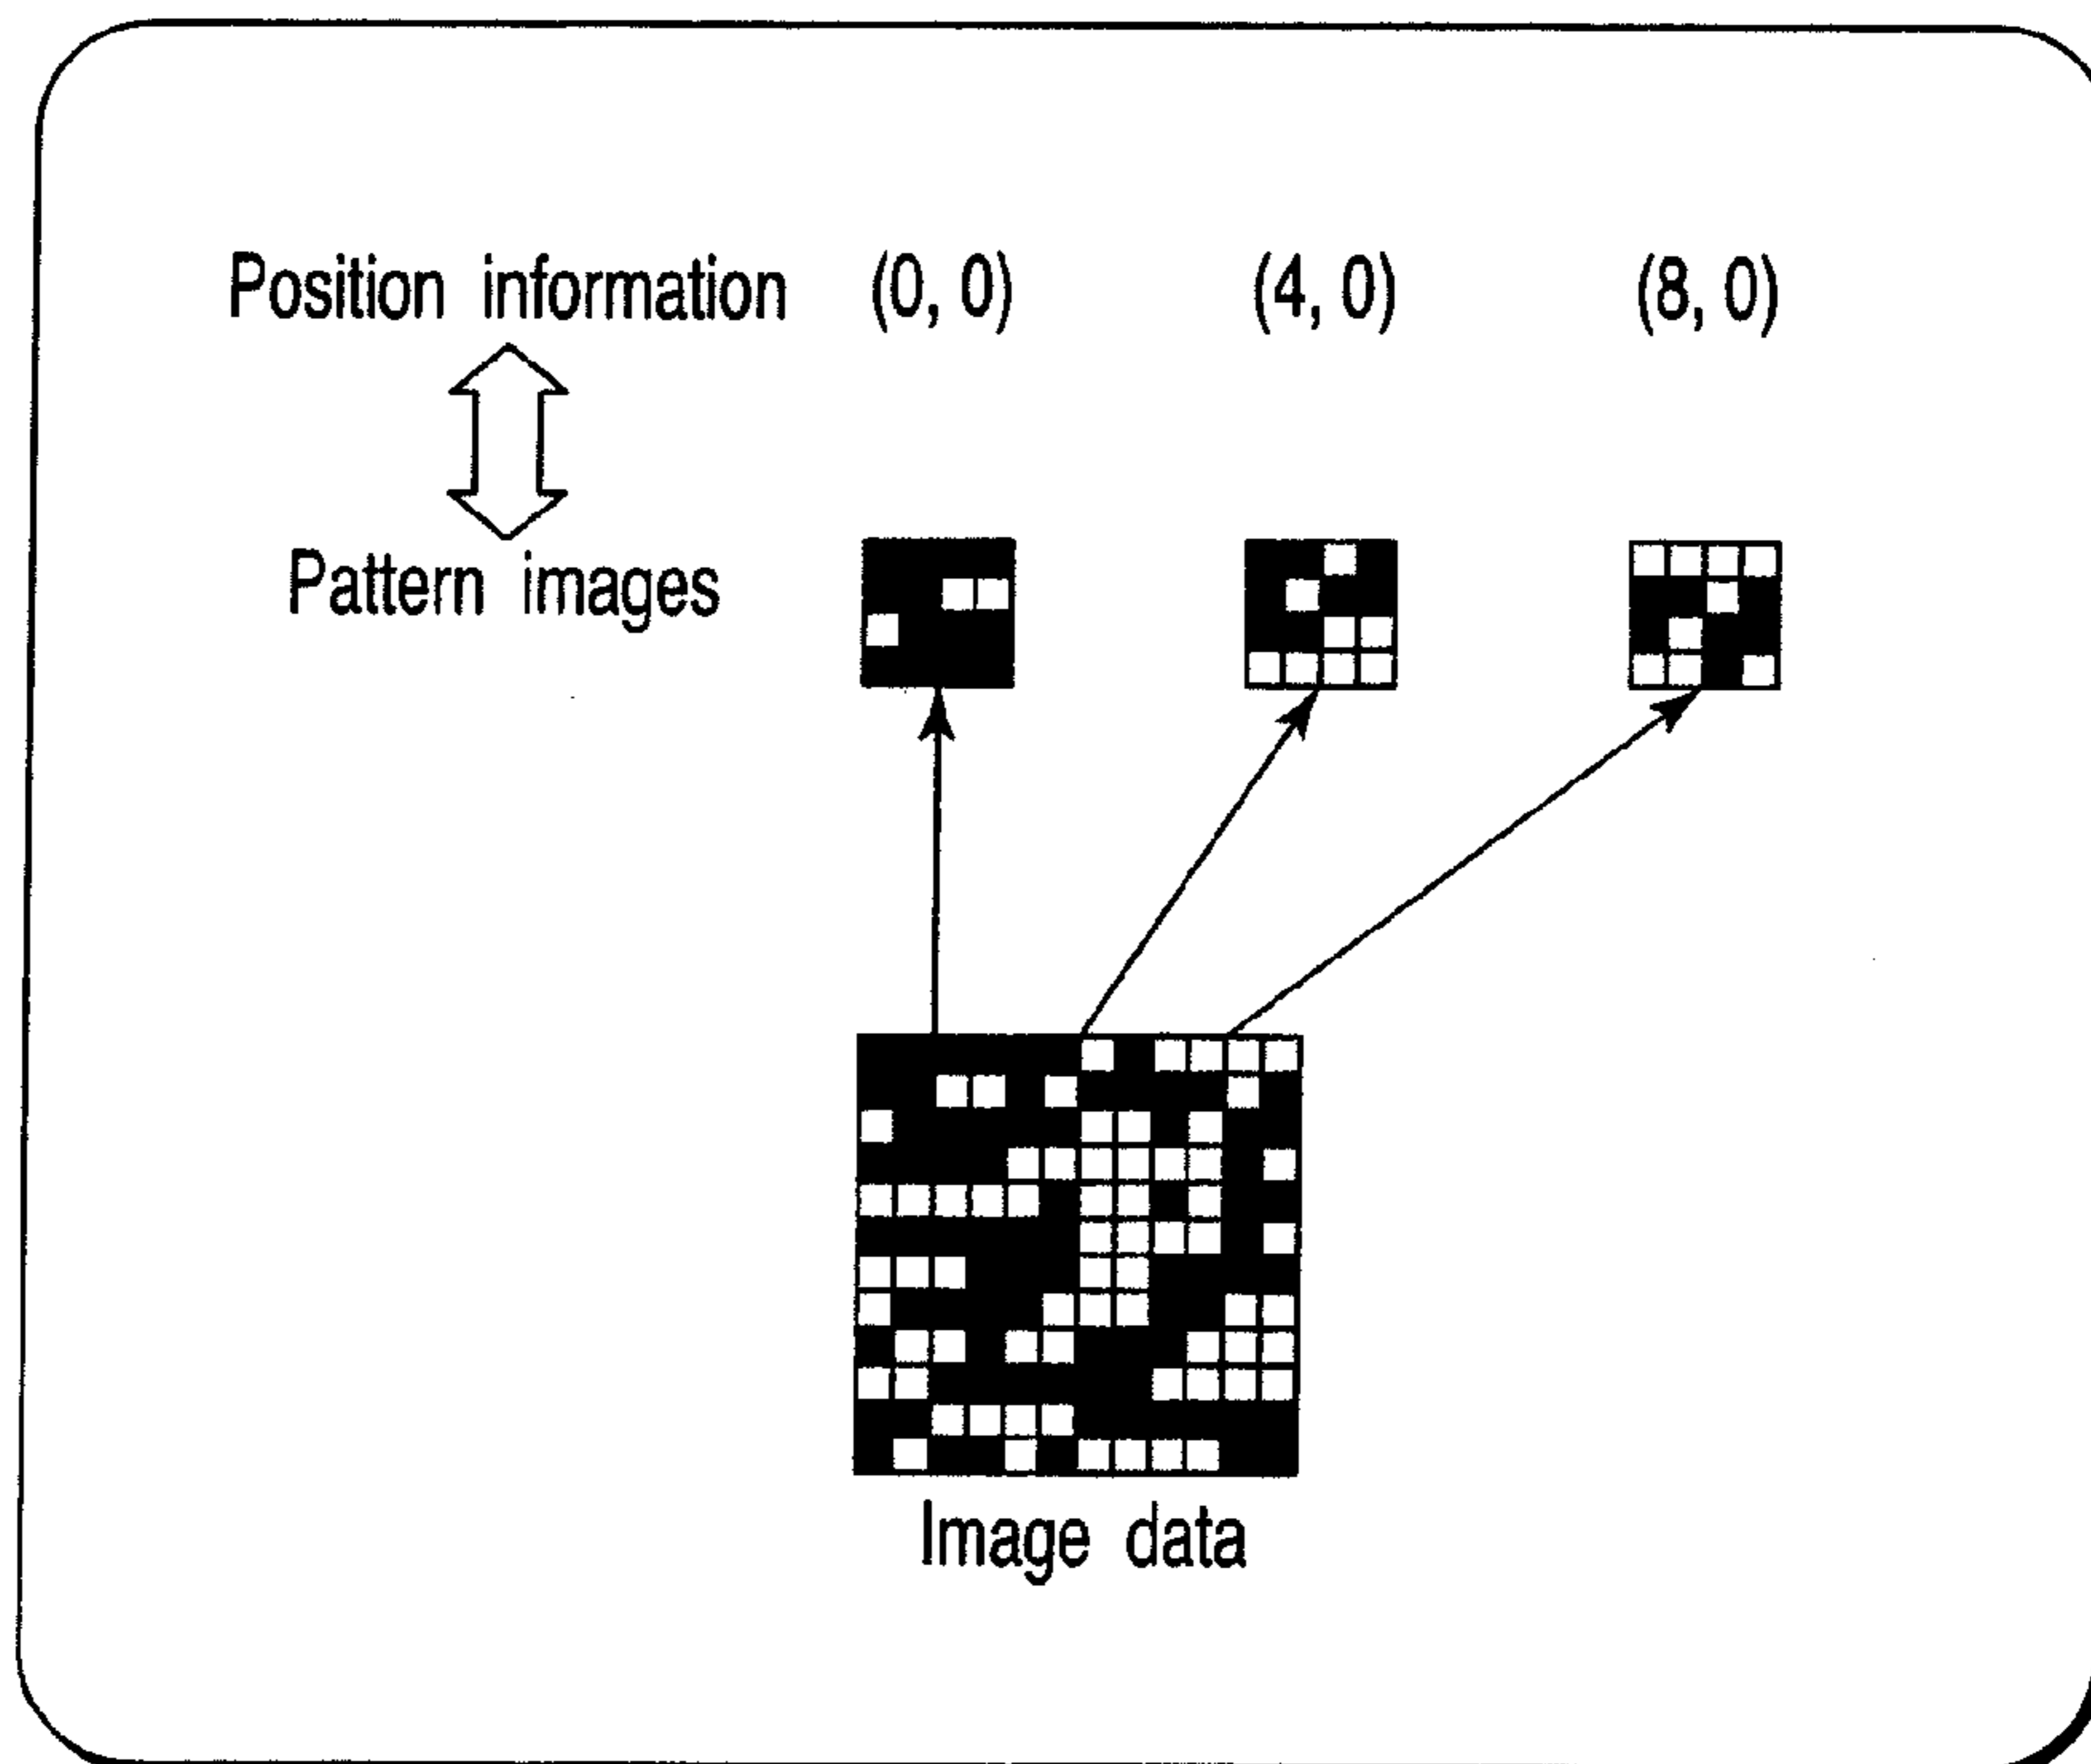 Position information (0, 0) (4, 0) (8, 0)
Pattern images
Image data